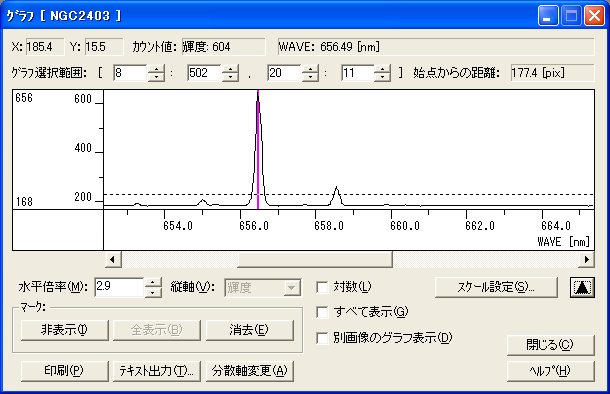 ｸﾞﾗﾌ [ NGC2403 ]
X: 185.4 Y: 15.5 ｶｳﾝﾄ値: 輝度: 604 WAVE: 656.49 [nm]
ｸﾞﾗﾌ選択範囲: [ 8 : 502 , 20 : 11 ] 始点からの距離: 177.4 [pix]
656 600
400
168 200
654.0 656.0 658.0 660.0 662.0 664.0
WAVE [nm]
水平倍率(M): 2.9 縦軸(V): 輝度 対数(L) スケール設定(S)...
マーク:
非表示(I) 全表示(B) 消去(E)
すべて表示(G)
別画像のグラフ表示(D)
閉じる(C)
印刷(P) テキスト出力(T)... 分散軸変更(A) ﾍﾙﾌﾟ(H)